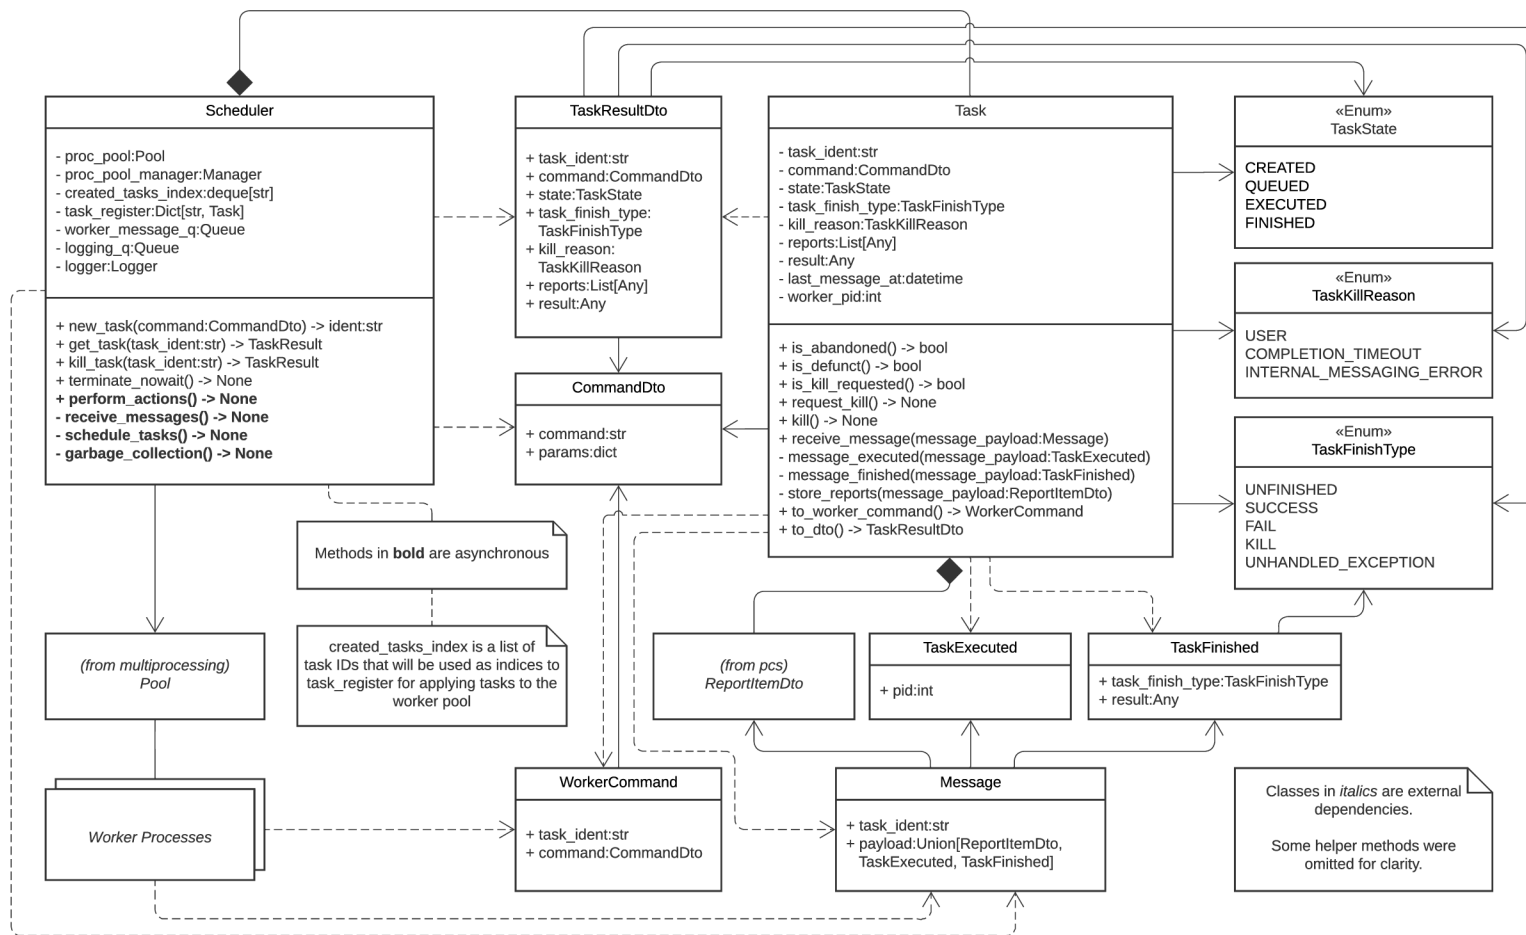 Scheduler
- proc_pool:Pool
- proc_pool_manager:Manager
- created_tasks_index:deque[str]
- task_register:Dict[str, Task]
- worker_message_q:Queue
- logging_q:Queue
- logger:Logger
+ new_task(command:CommandDto) -> ident:str
+ get_task(task_ident:str) -> TaskResult
+ kill_task(task_ident:str) -> TaskResult
+ terminate_nowait() -> None
+ perform_actions() -> None
- receive_messages() -> None
- schedule_tasks() -> None
- garbage_collection() -> None
TaskResultDto
+ task_ident:str
+ command:CommandDto
+ state:TaskState
+ task_finish_type:
TaskFinishType
+ kill_reason:
TaskKillReason
+ reports:List[Any]
+ result:Any
CommandDto
+ command:str
+ params:dict
Task
- task_ident:str
- command:CommandDto
- state:TaskState
- task_finish_type:TaskFinishType
- kill_reason:TaskKillReason
- reports:List[Any]
- result:Any
- last_message_at:datetime
- worker_pid:int
+ is_abandoned() -> bool
+ is_defunct() -> bool
+ is_kill_requested() -> bool
+ request_kill() -> None
+ kill() -> None
+ receive_message(message_payload:Message)
- message_executed(message_payload:TaskExecuted)
- message_finished(message_payload:TaskFinished)
- store_reports(message_payload:ReportItemDto)
+ to_worker_command() -> WorkerCommand
+ to_dto() -> TaskResultDto
«Enum»
TaskState
CREATED
QUEUED
EXECUTED
FINISHED
«Enum»
TaskKillReason
USER
COMPLETION_TIMEOUT
INTERNAL_MESSAGING_ERROR
«Enum»
TaskFinishType
UNFINISHED
SUCCESS
FAIL
KILL
UNHANDLED_EXCEPTION
Methods in bold are asynchronous
created_tasks_index is a list of
task IDs that will be used as indices to
task_register for applying tasks to the
worker pool
(from multiprocessing)
Pool
(from pcs)
ReportItemDto
TaskExecuted
+ pid:int
TaskFinished
+ task_finish_type:TaskFinishType
+ result:Any
Worker Processes
WorkerCommand
+ task_ident:str
+ command:CommandDto
Message
+ task_ident:str
+ payload:Union[ReportItemDto,
TaskExecuted, TaskFinished]
Classes in italics are external
dependencies.
Some helper methods were
omitted for clarity.